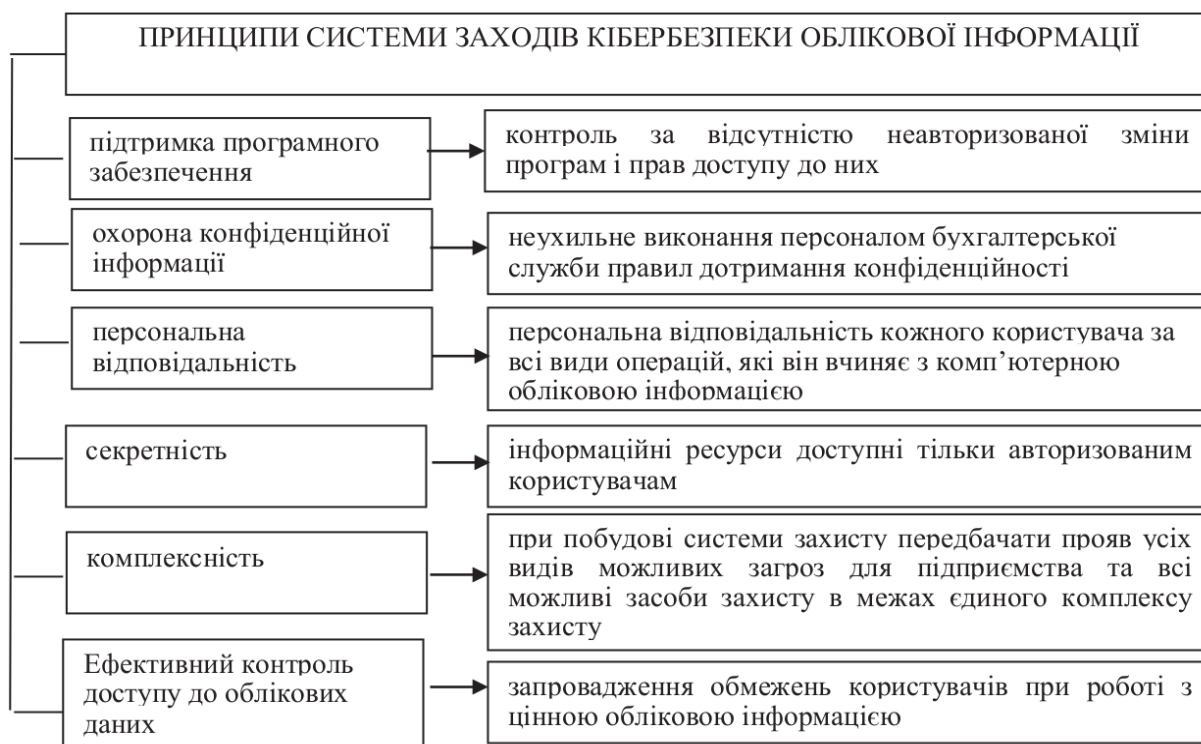 ПРИНЦИПИ СИСТЕМИ ЗАХОДІВ КІБЕРБЕЗПЕКИ ОБЛІКОВОЇ ІНФОРМАЦІЇ
підтримка програмного
забезпечення
контроль за відсутністю неавторизованої зміни
програм і прав доступу до них
охорона конфіденційної
інформації
неухильне виконання персоналом бухгалтерської
служби правил дотримання конфіденційності
персональна
відповідальність
персональна відповідальність кожного користувача за
всі види операцій, які він вчиняє з комп’ютерною
обліковою інформацією
секретність
інформаційні ресурси доступні тільки авторизованим
користувачам
комплексність
при побудові системи захисту передбачати прояв усіх
видів можливих загроз для підприємства та всі
можливі засоби захисту в межах єдиного комплексу
захисту
Ефективний контроль
доступу до облікових
даних
запровадження обмежень користувачів при роботі з
цінною обліковою інформацією